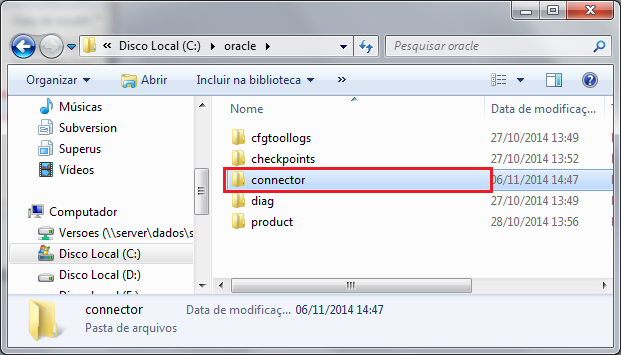 Disco Local (C:) oracle
Pesquisar oracle
Organizar Abrir Incluir na biblioteca
Músicas
Subversion
Superus
Vídeos
Computador
Versoes (\\server\dados\s
Disco Local (C:)
Disco Local (D:)
Nome Data de modificaç...
cfgtoollogs 27/10/2014 13:49
checkpoints 27/10/2014 13:52
connector 06/11/2014 14:47
diag 27/10/2014 13:49
product 28/10/2014 13:56
connector Data de modificaç... 06/11/2014 14:47
Pasta de arquivos